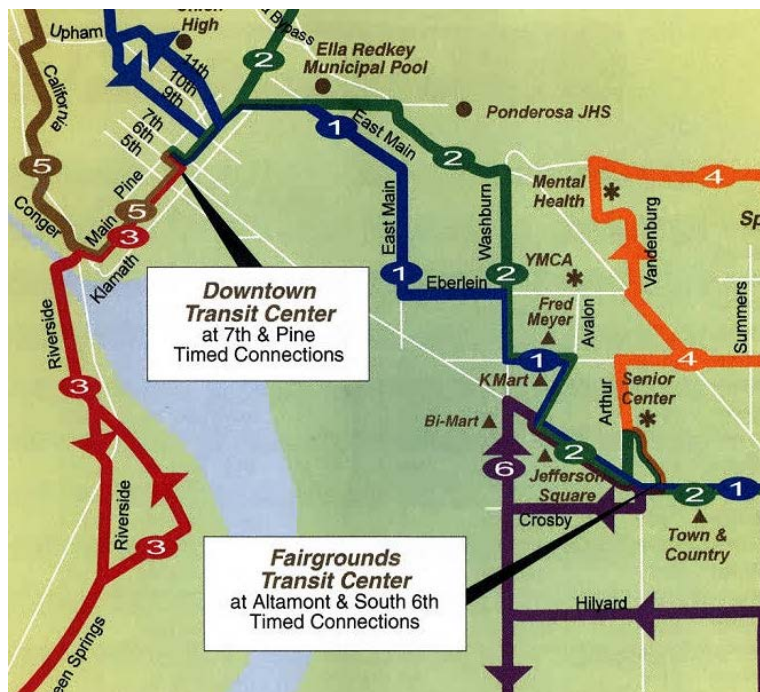 High
Upham
Bypass
11th
10th
9th
7th
6th
5th
2
Ella Redkey
Municipal Pool
Ponderosa JHS
California
1
East Main
2
5
Pine
5
Main
3
Conger
Klamath
East Main
Washburn
Mental
Health
4
Vandenburg
Sp
1
Eberlein
2
YMCA
Fred
Meyer
Avalon
Summers
Downtown
Transit Center
at 7th & Pine
Timed Connections
Riverside
3
1
KMart
4
Arthur
Senior
Center
Bi-Mart
2
6
Jefferson
Square
2
1
Crosby
Town &
Country
Riverside
3
Fairgrounds
Transit Center
at Altamont & South 6th
Timed Connections
Hilyard
een Springs